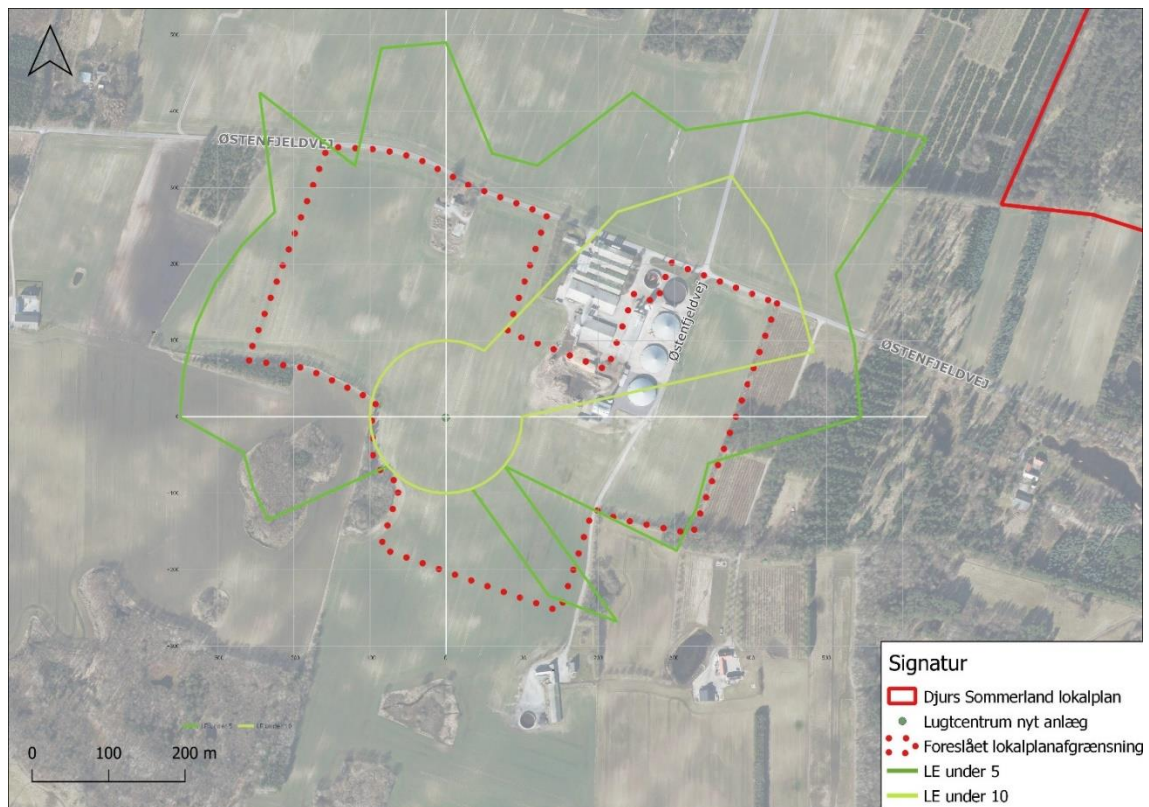 500
ØSTENFJELDVEJ
Østenfjeldvej
ØSTENFJELDVEJ
0 100 200 m
Signatur
Djurs Sommerland lokalplan
Lugtcentrum nyt anlæg
Foreslået lokalplanafgrænsning
LE under 5
LE under 10